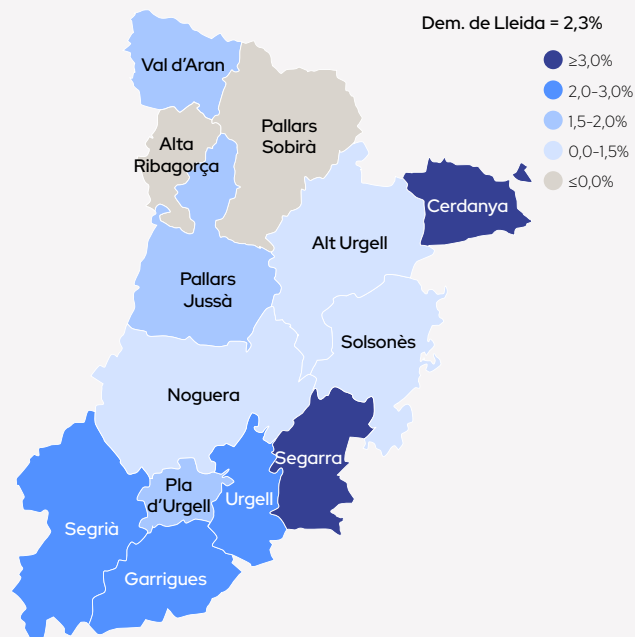 Dem. de Lleida = 2,3%
≥3,0%
2,0-3,0%
1,5-2,0%
0,0-1,5%
≤0,0%
Val d’Aran
Pallars
Sobirà
Alta
Ribagorça
Cerdanya
Alt Urgell
Pallars
Jussà
Solsonès
Noguera
Segarra
Pla
d’Urgell
Urgell
Segrià
Garrigues